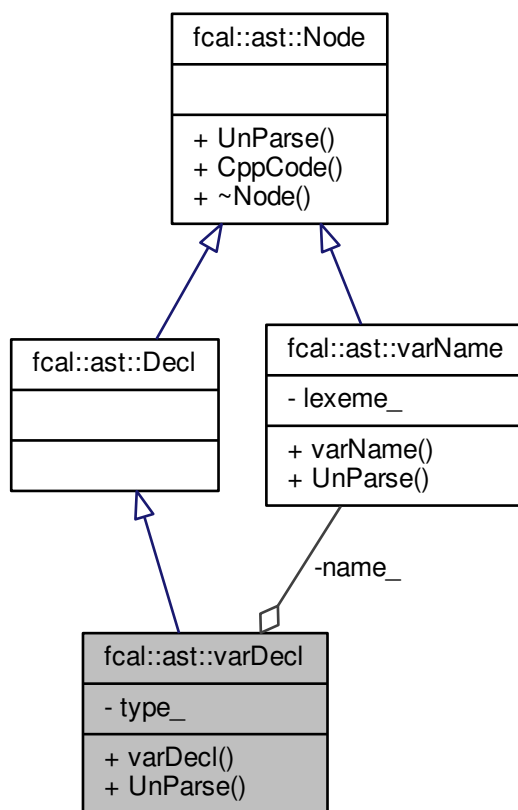 fcal::ast::Node
+ UnParse()
+ CppCode()
+ ~Node()
fcal::ast::Decl
fcal::ast::varName
- lexeme_
+ varName()
+ UnParse()
-name_
fcal::ast::varDecl
- type_
+ varDecl()
+ UnParse()